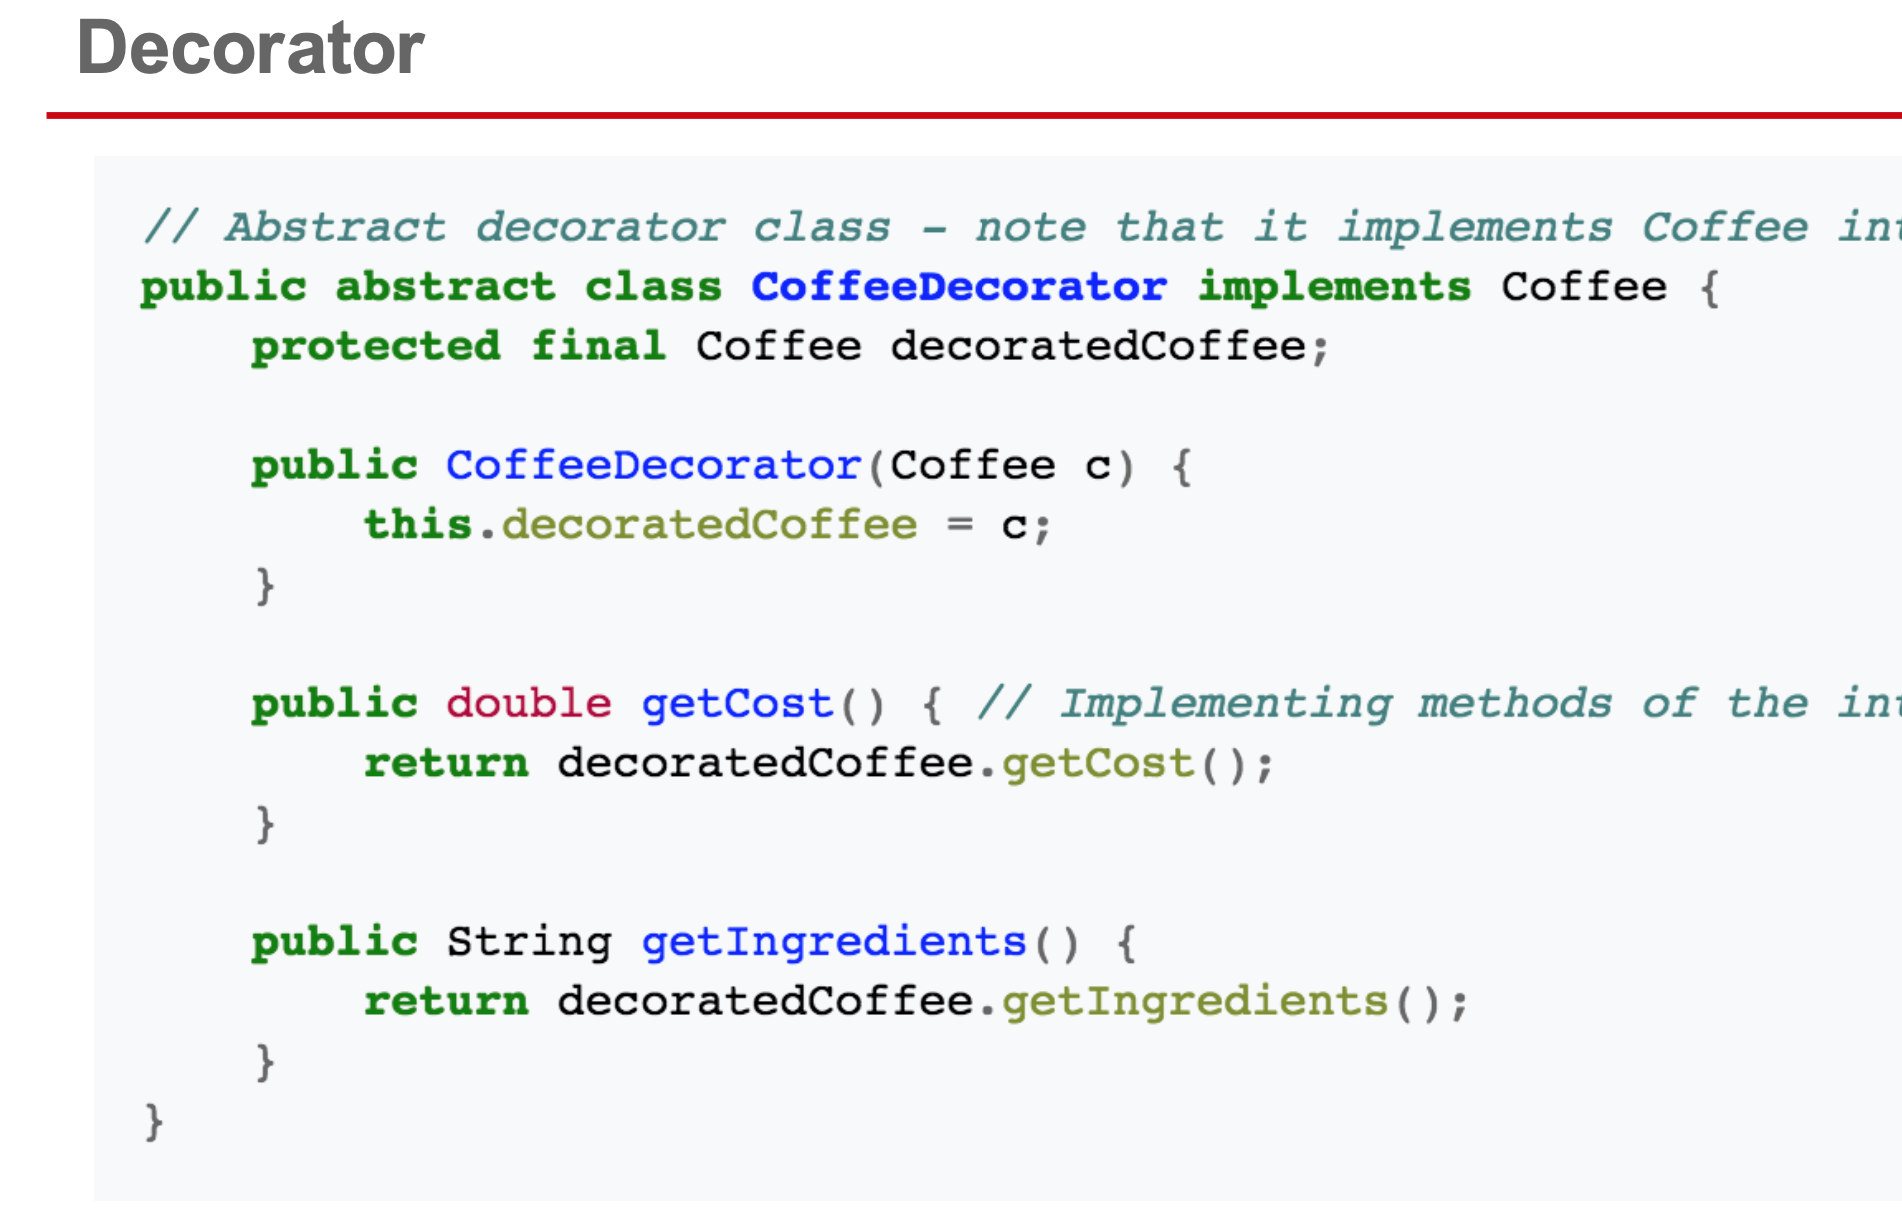 Decorator
// Abstract decorator class – note that it implements Coffee
public abstract class CoffeeDecorator implements Coffee {
    protected final Coffee decoratedCoffee;
    public CoffeeDecorator(Coffee c) {
        this.decoratedCoffee = c;
    }
    public double getCost() { // Implementing methods of the
        return decoratedCoffee.getCost();
    }
    public String getIngredients() {
        return decoratedCoffee.getIngredients();
    }
}